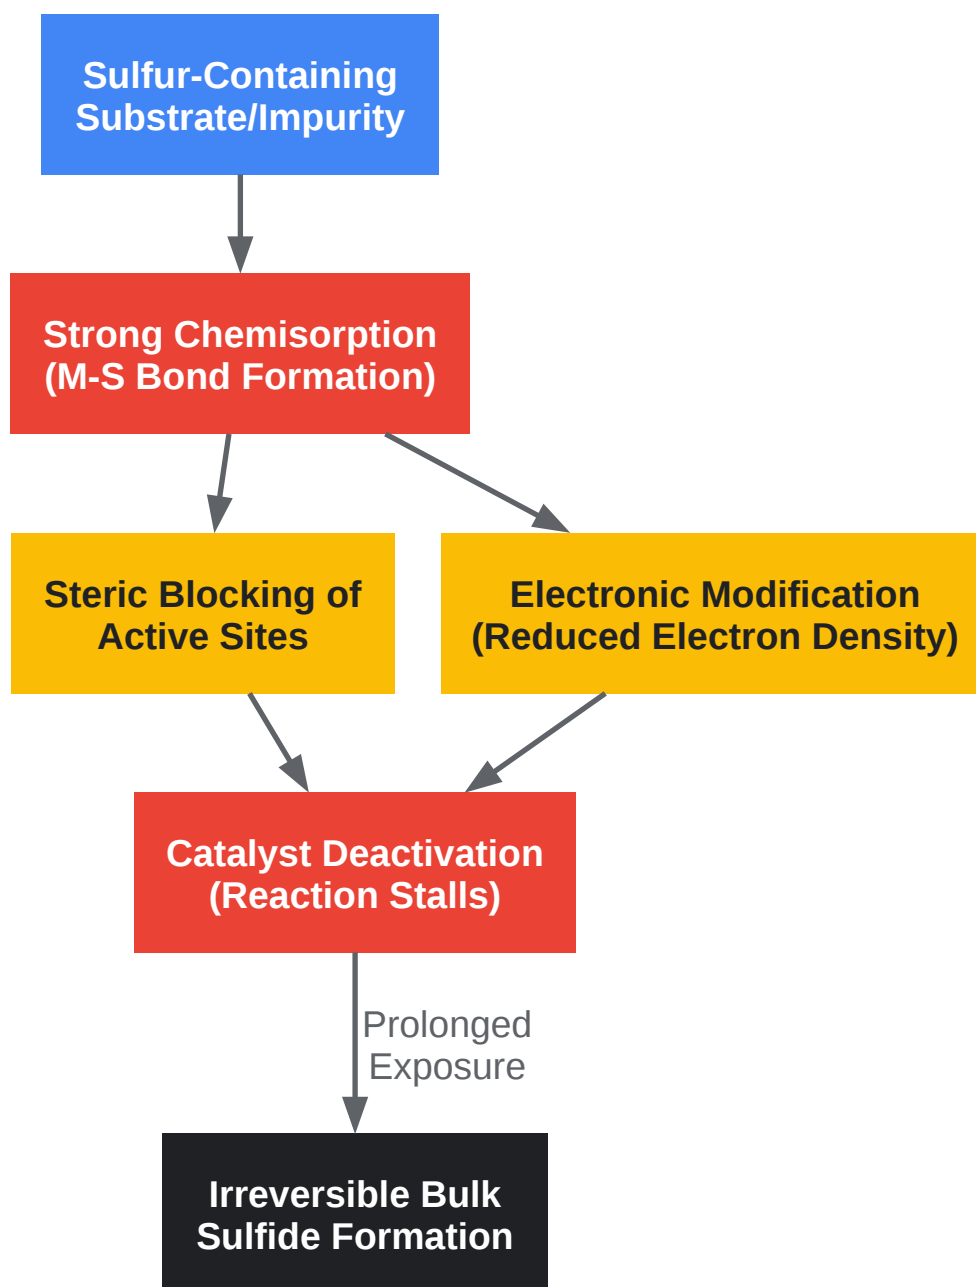 Sulfur-Containing
Substrate/Impurity
Strong Chemisorption
(M-S Bond Formation)
Steric Blocking of
Active Sites
Electronic Modification
(Reduced Electron Density)
Catalyst Deactivation
(Reaction Stalls)
Prolonged
Exposure
Irreversible Bulk
Sulfide Formation